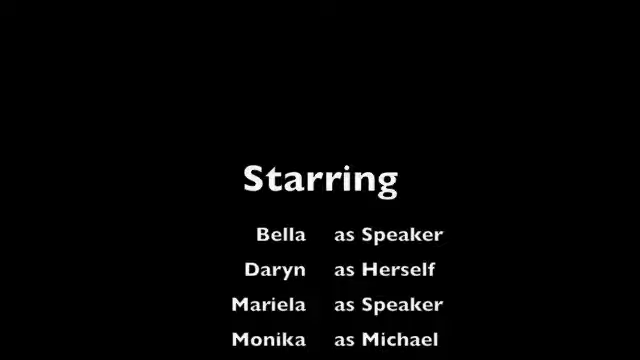 Starring
Bella as Speaker
Daryn as Herself
Mariela as Speaker
Monika as Michael